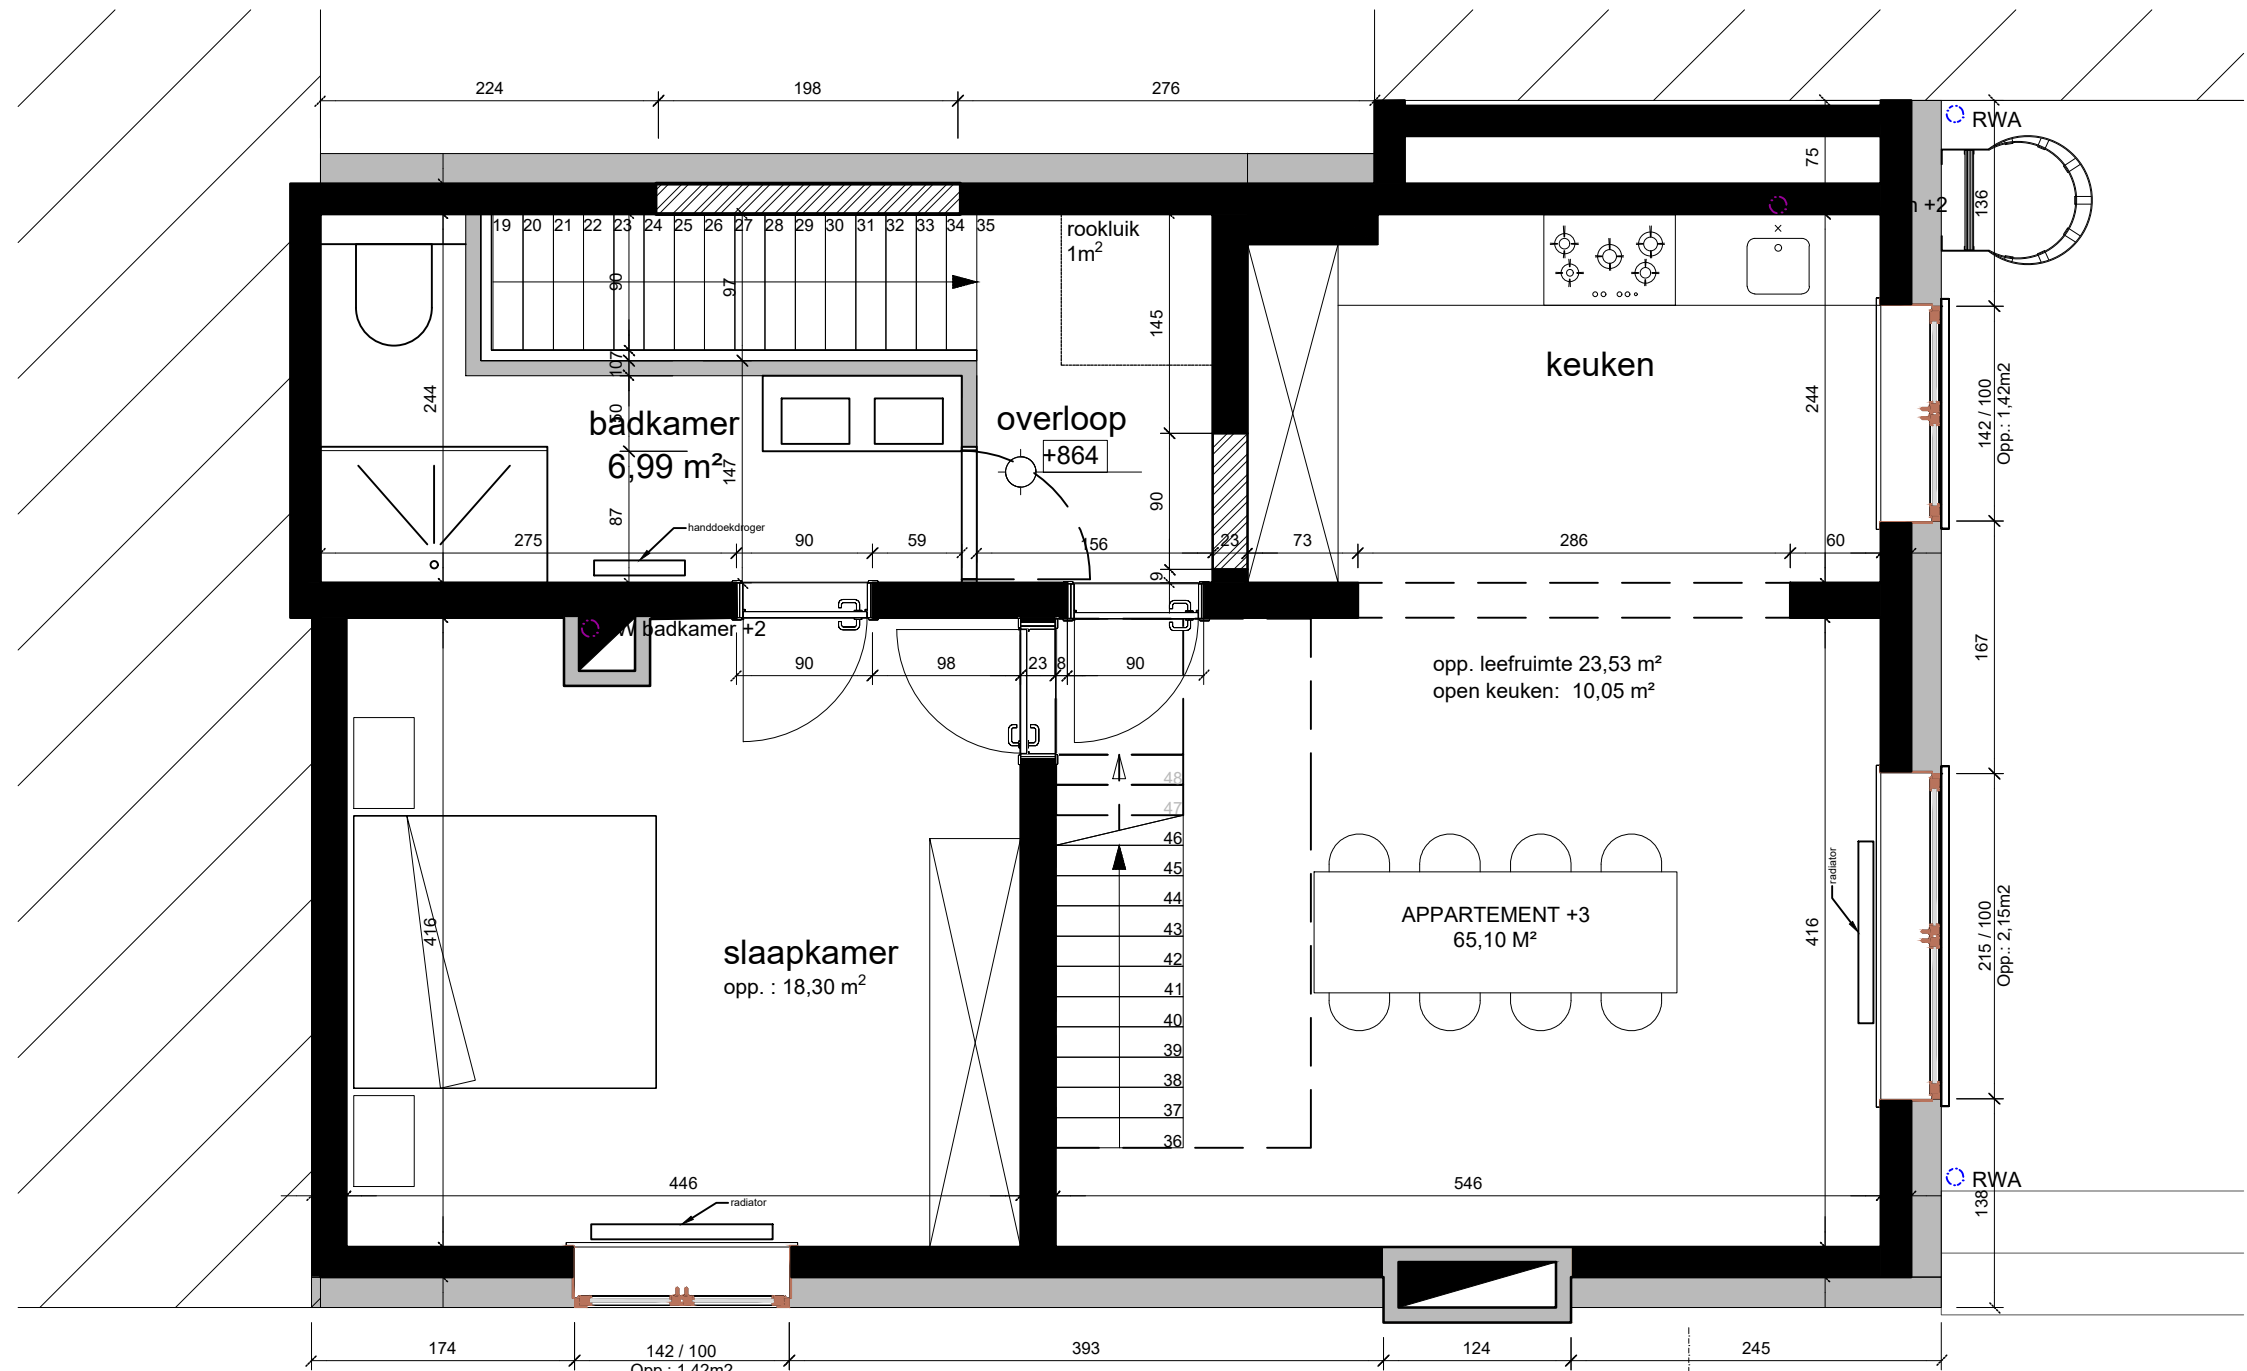 224
198
276
RWA
75
136
n +2
19 20 21 22 23 24 25 26 27 28 29 30 31 32 33 34 35
rookluik
1m²
90
97
145
keuken
244
107
50
badkamer
6,99 m²
147
87
overloop
+864
90
244
142 / 100
Opp.: 1,42m2
handdoekdroger
275
90
59
156
23
73
286
60
9
badkamer +2
90
98
23
8
90
opp. leefruimte 23,53 m²
open keuken: 10,05 m²
167
48
47
46
45
44
43
42
41
40
39
38
37
36
416
slaapkamer
opp. : 18,30 m²
APPARTEMENT +3
65,10 M²
radiator
416
215 / 100
Opp.: 2,15m2
446
radiator
546
RWA
138
174
142 / 100
Opp.: 1,42m2
393
124
245